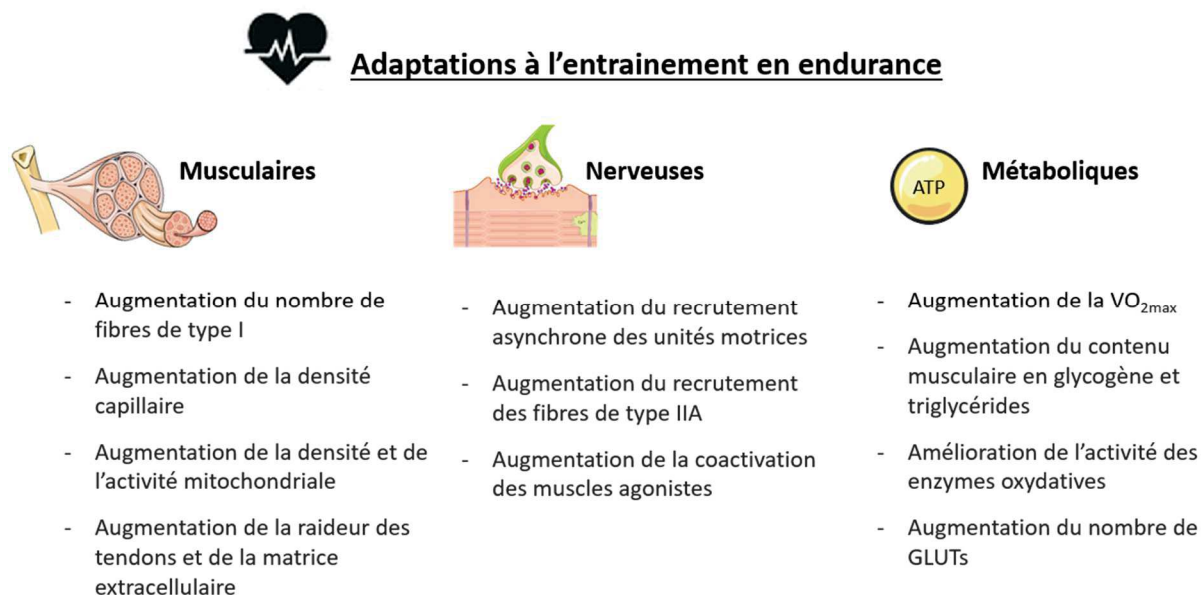 Adaptations à l’entrainement en endurance
Musculaires
- Augmentation du nombre de
fibres de type I
- Augmentation de la densité
capillaire
- Augmentation de la densité et de
l’activité mitochondriale
- Augmentation de la raideur des
tendons et de la matrice
extracellulaire
Nerveuses
- Augmentation du recrutement
asynchrone des unités motrices
- Augmentation du recrutement
des fibres de type IIA
- Augmentation de la coactivation
des muscles agonistes
ATP
Métaboliques
- Augmentation de la VO2max
- Augmentation du contenu
musculaire en glycogène et
triglycérides
- Amélioration de l’activité des
enzymes oxydatives
- Augmentation du nombre de
GLUTs